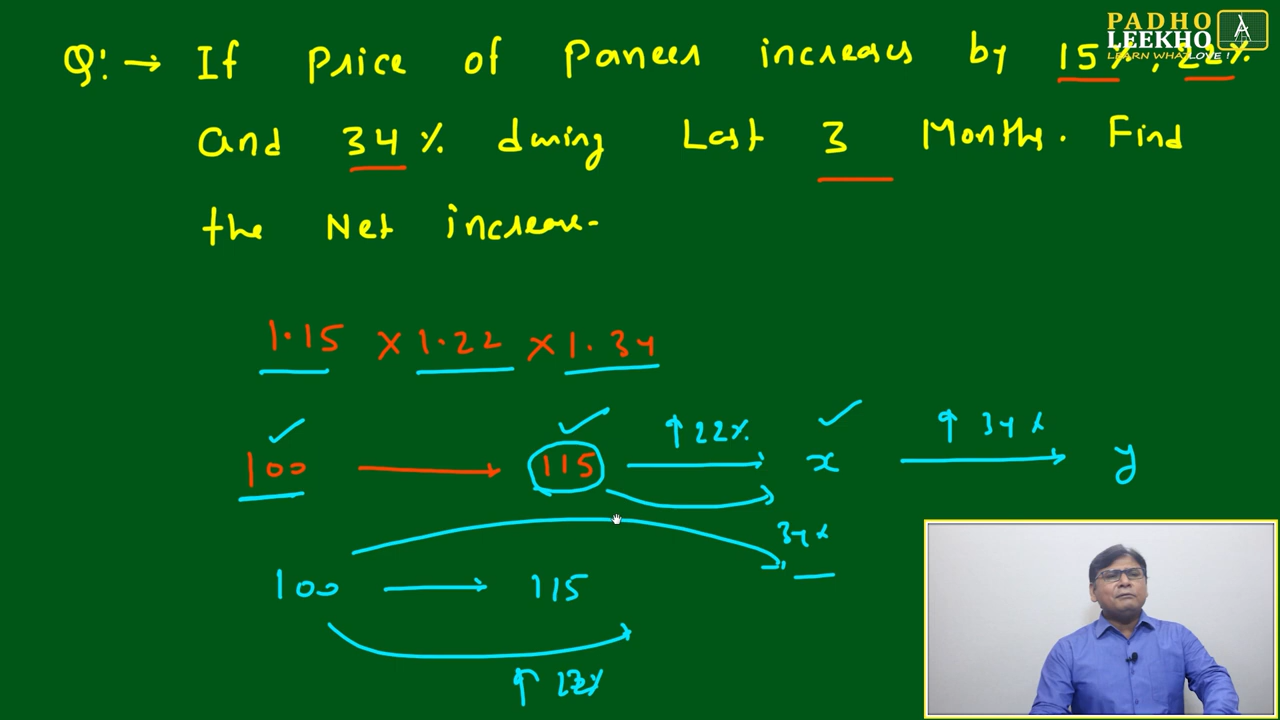 PADHO
LEEKHO
LEARN WHAT LOVE !
Q:→ If Price of Paneer increases by 15%, 22%
and 34% during Last 3 Months. Find
the Net increase.
1.15 × 1.22 × 1.34
100 → 115 ↑ 22% → x ↑ 34% → y
34%
100 → 115
↑ 22%